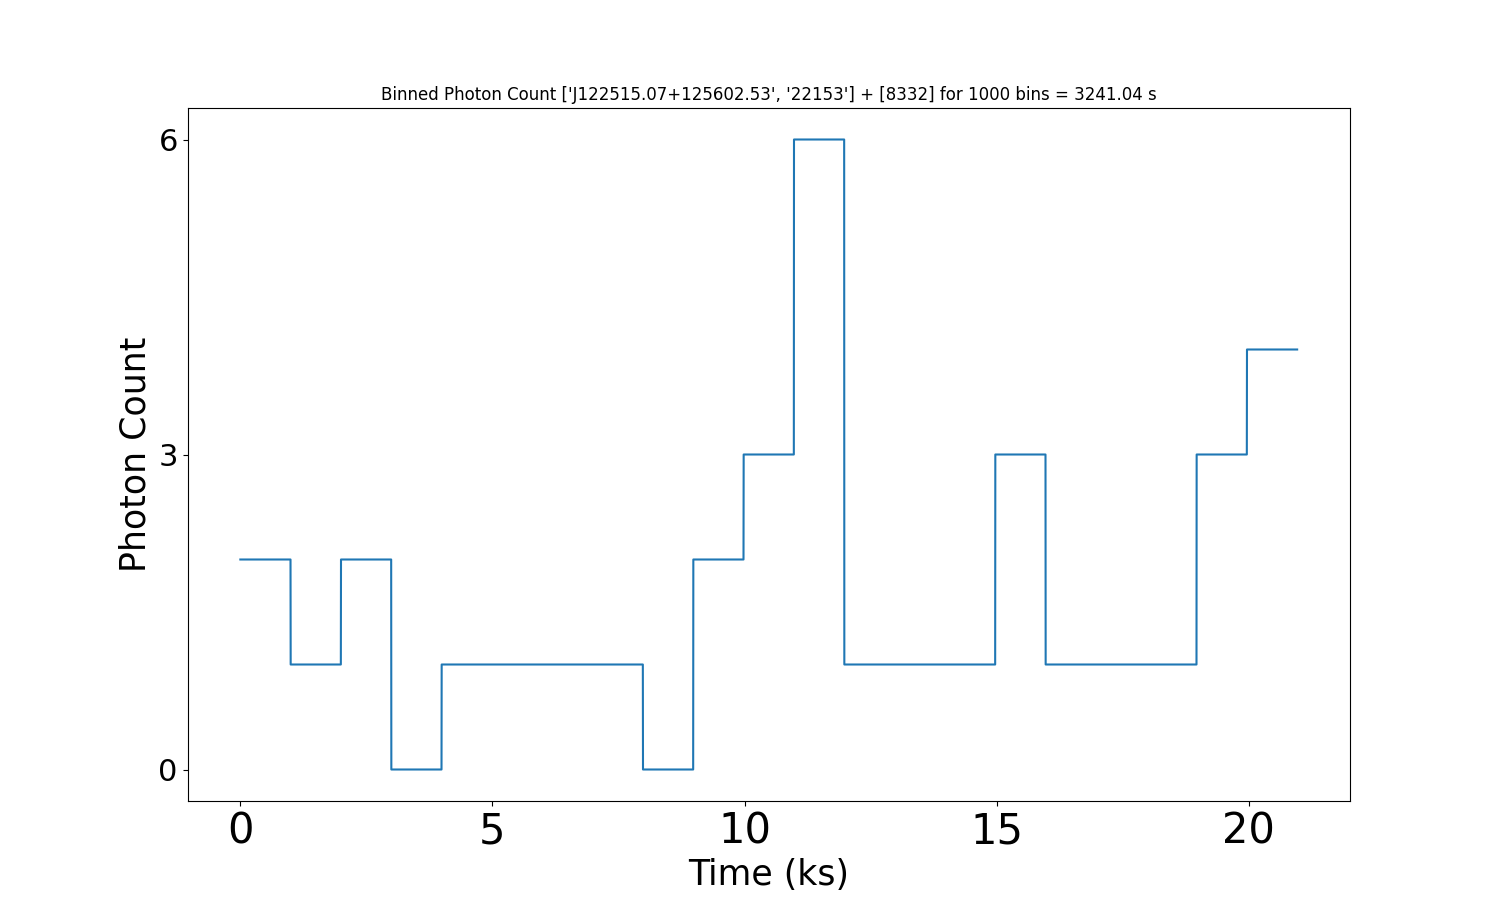 Binned Photon Count ['J122515.07+125602.53', '22153'] + [8332] for 1000 bins = 3241.04 s
6
3
0
Photon Count
0 5 10 15 20
Time (ks)